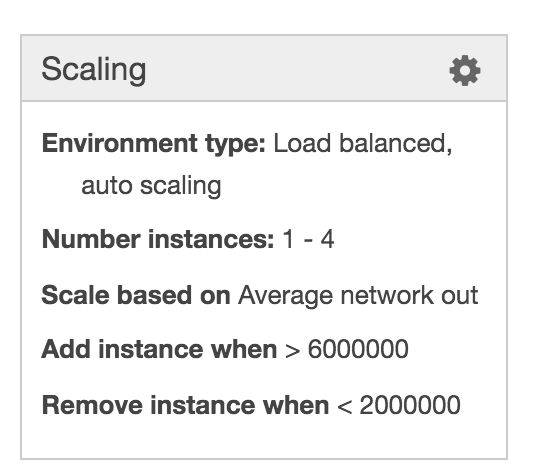 Scaling
Environment type: Load balanced,
auto scaling
Number instances: 1 - 4
Scale based on Average network out
Add instance when > 6000000
Remove instance when < 2000000